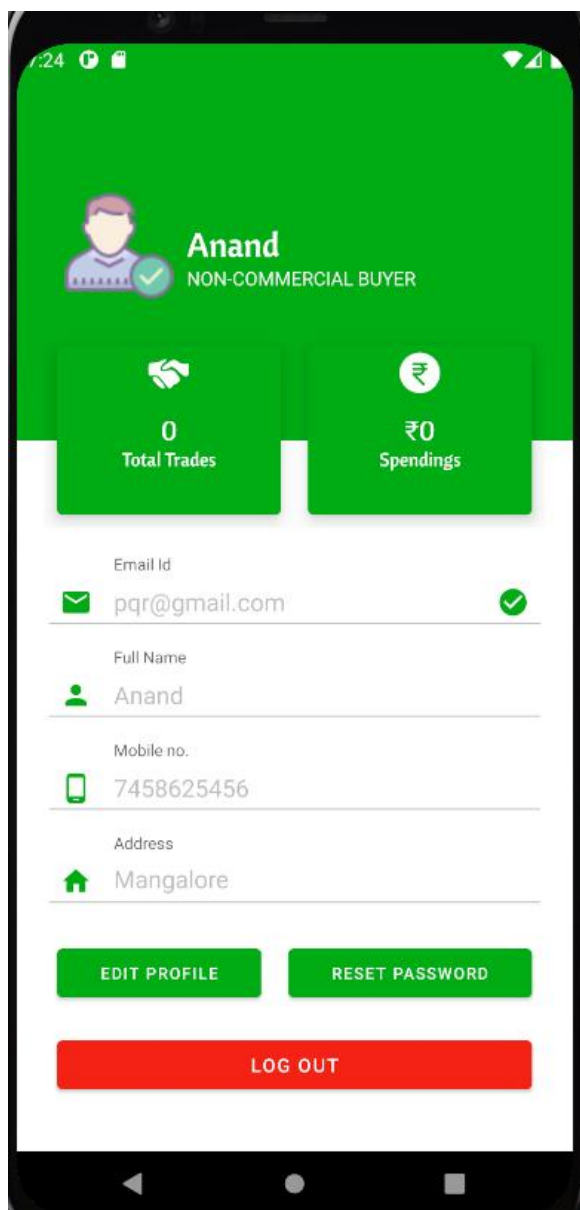 :24
Anand
NON-COMMERCIAL BUYER
0
Total Trades
₹0
Spendings
Email Id
pqr@gmail.com
Full Name
Anand
Mobile no.
7458625456
Address
Mangalore
EDIT PROFILE
RESET PASSWORD
LOG OUT